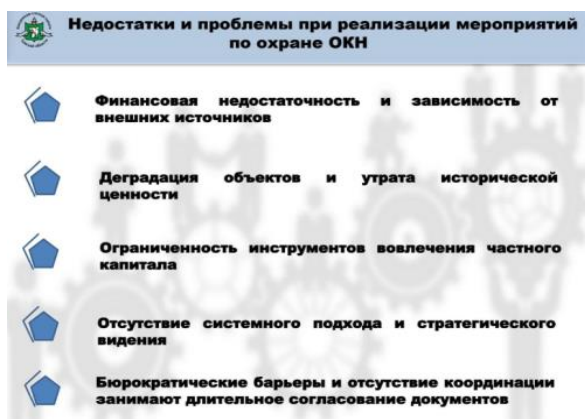 Недостатки и проблемы при реализации мероприятий
по охране ОКН
Финансовая недостаточность и зависимость от
внешних источников
Деградация объектов и утрата исторической
ценности
Ограниченность инструментов вовлечения частного
капитала
Отсутствие системного подхода и стратегического
видения
Бюрократические барьеры и отсутствие координации
занимают длительное согласование документов